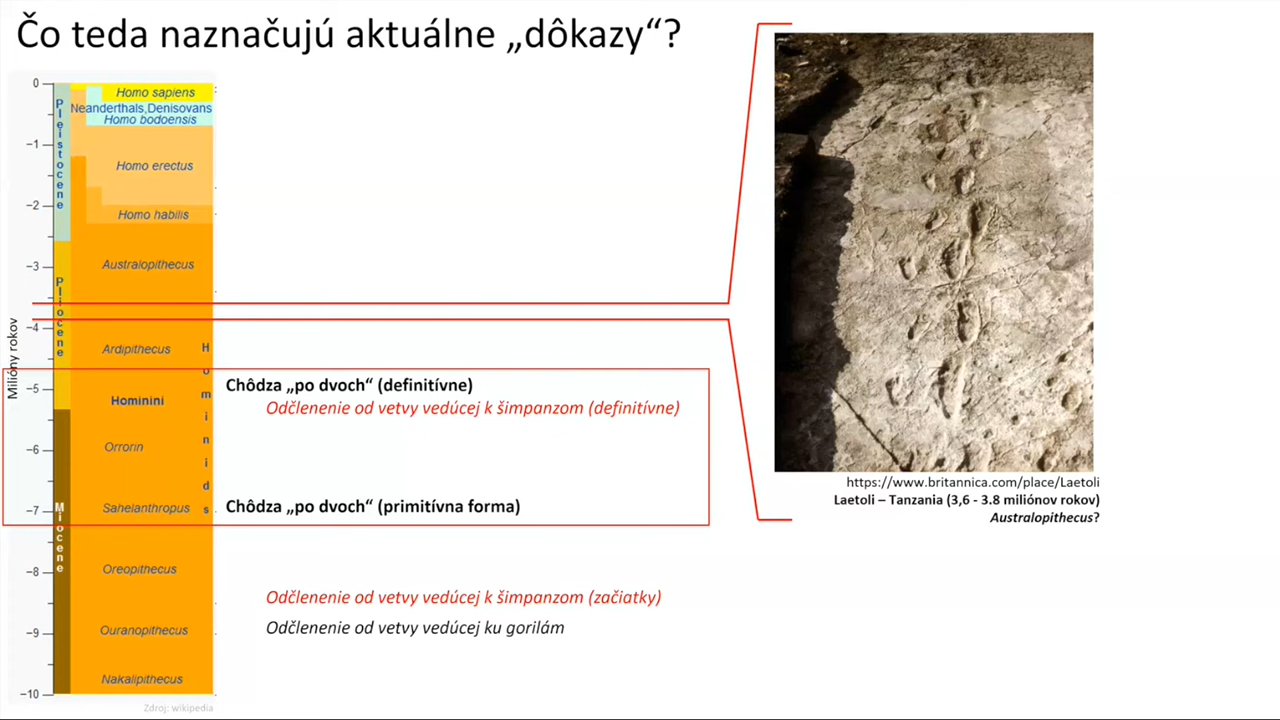 Čo teda naznačujú aktuálne „dôkazy“?
Milióny rokov
0
−1
−2
−3
−4
−5
−6
−7
−8
−9
−10
Pleistocene
Pliocene
Miocene
Homo sapiens
Neanderthals,Denisovans
Homo bodoensis
Homo erectus
Homo habilis
Australopithecus
Ardipithecus
Hominini
Orrorin
Sahelanthropus
Oreopithecus
Ouranopithecus
Nakalipithecus
Hominids
Zdroj: wikipedia
Chôdza „po dvoch“ (definitívne)
Odčlenenie od vetvy vedúcej k šimpanzom (definitívne)
Chôdza „po dvoch“ (primitívna forma)
Odčlenenie od vetvy vedúcej k šimpanzom (začiatky)
Odčlenenie od vetvy vedúcej ku gorilám
https://www.britannica.com/place/Laetoli
Laetoli – Tanzania (3,6 - 3.8 miliónov rokov)
Australopithecus?